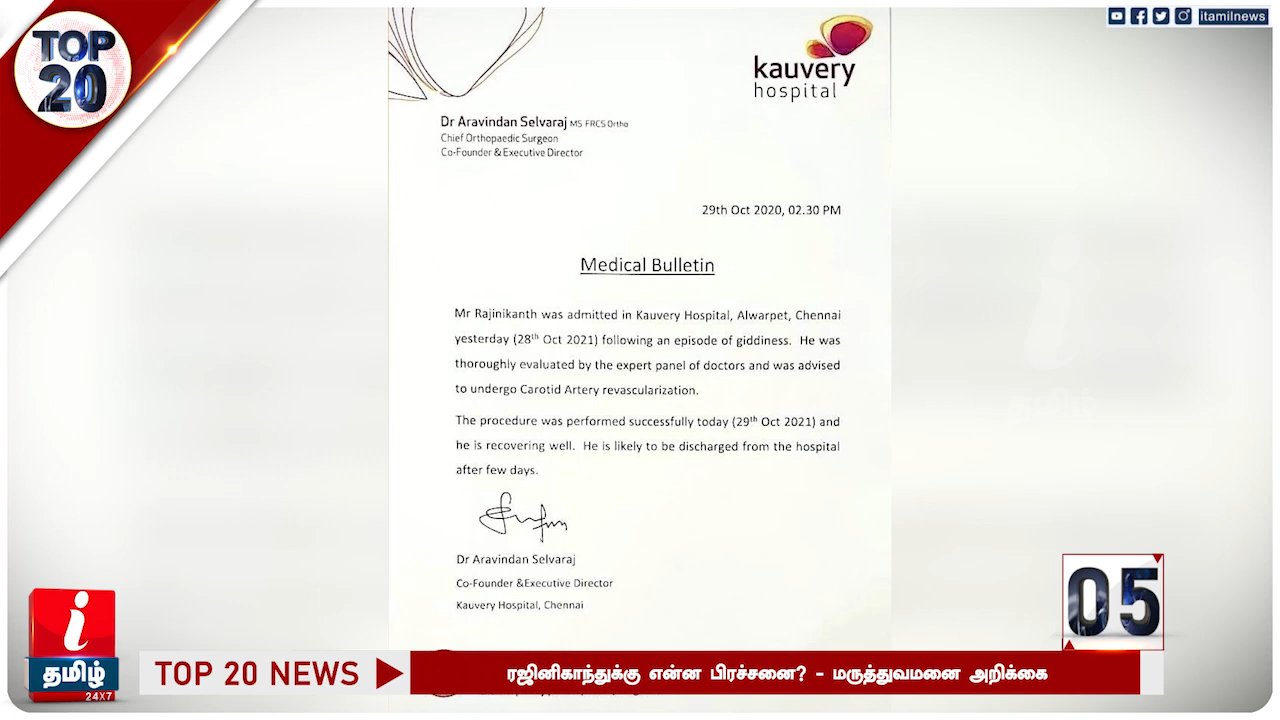 TOP
20
itamilnews
kauvery
hospital
Dr Aravindan Selvaraj MS FRCS Ortho
Chief Orthopaedic Surgeon
Co-Founder & Executive Director
29th Oct 2020, 02.30 PM
Medical Bulletin
Mr Rajinikanth was admitted in Kauvery Hospital, Alwarpet, Chennai
yesterday (28th Oct 2021) following an episode of giddiness. He was
thoroughly evaluated by the expert panel of doctors and was advised
to undergo Carotid Artery revascularization.
The procedure was performed successfully today (29th Oct 2021) and
he is recovering well. He is likely to be discharged from the hospital
after few days.
Dr Aravindan Selvaraj
Co-Founder &Executive Director
Kauvery Hospital, Chennai
05
i
தமிழ்
24X7
TOP 20 NEWS
ரஜினிகாந்துக்கு என்ன பிரச்சனை? - மருத்துவமனை அறிக்கை